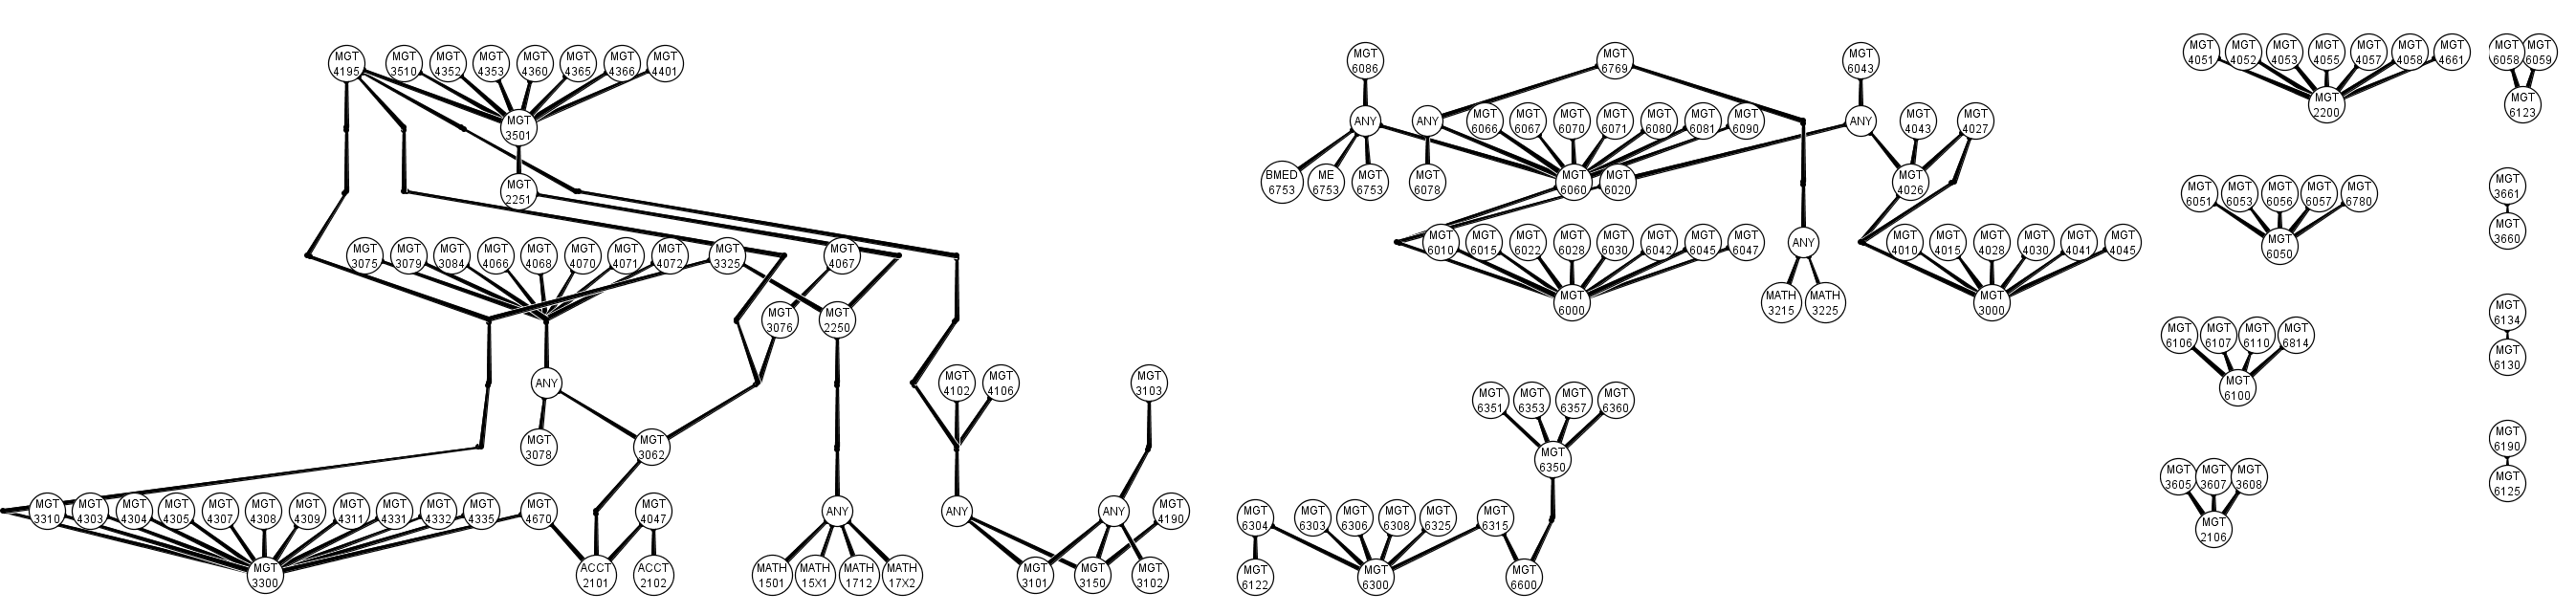 MGT
4195
MGT
3510
MGT
4352
MGT
4353
MGT
4360
MGT
4365
MGT
4366
MGT
4401
MGT
3501
MGT
2251
MGT
3075
MGT
3079
MGT
3084
MGT
4066
MGT
4068
MGT
4070
MGT
4071
MGT
4072
MGT
3325
MGT
4067
MGT
3076
MGT
2250
ANY
MGT
4102
MGT
4106
MGT
3103
MGT
3078
MGT
3062
MGT
3310
MGT
4303
MGT
4304
MGT
4305
MGT
4307
MGT
4308
MGT
4309
MGT
4311
MGT
4331
MGT
4332
MGT
4335
MGT
4670
MGT
4047
ANY
ANY
ANY
MGT
4190
MGT
3300
ACCT
2101
ACCT
2102
MATH
1501
MATH
15X1
MATH
1712
MATH
17X2
MGT
3101
MGT
3150
MGT
3102
MGT
6086
MGT
6769
MGT
6043
ANY
ANY
MGT
6066
MGT
6067
MGT
6070
MGT
6071
MGT
6080
MGT
6081
MGT
6090
ANY
MGT
4043
MGT
4027
BMED
6753
ME
6753
MGT
6753
MGT
6078
MGT
6060
MGT
6020
MGT
4026
MGT
6010
MGT
6015
MGT
6022
MGT
6028
MGT
6030
MGT
6042
MGT
6045
MGT
6047
ANY
MGT
4010
MGT
4015
MGT
4028
MGT
4030
MGT
4041
MGT
4045
MGT
6000
MATH
3215
MATH
3225
MGT
3000
MGT
6351
MGT
6353
MGT
6357
MGT
6360
MGT
6350
MGT
6304
MGT
6303
MGT
6306
MGT
6308
MGT
6325
MGT
6315
MGT
6122
MGT
6300
MGT
6600
MGT
4051
MGT
4052
MGT
4053
MGT
4055
MGT
4057
MGT
4058
MGT
4661
MGT
2200
MGT
6058
MGT
6059
MGT
6123
MGT
6051
MGT
6053
MGT
6056
MGT
6057
MGT
6780
MGT
6050
MGT
3661
MGT
3660
MGT
6106
MGT
6107
MGT
6110
MGT
6814
MGT
6100
MGT
6134
MGT
6130
MGT
3605
MGT
3607
MGT
3608
MGT
2106
MGT
6190
MGT
6125